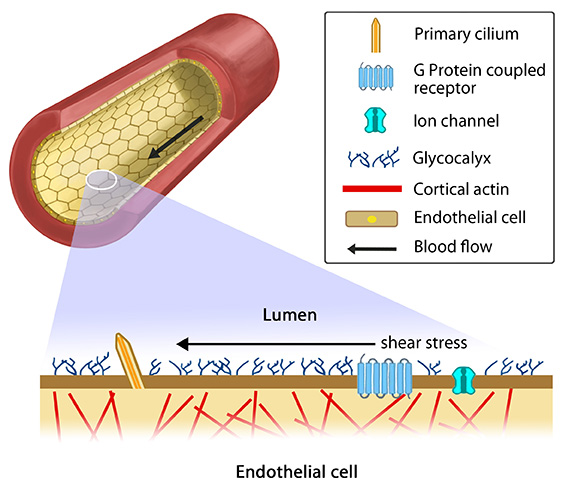 Primary cilium
G Protein coupled
receptor
Ion channel
Glycocalyx
Cortical actin
Endothelial cell
Blood flow
Lumen
shear stress
Endothelial cell